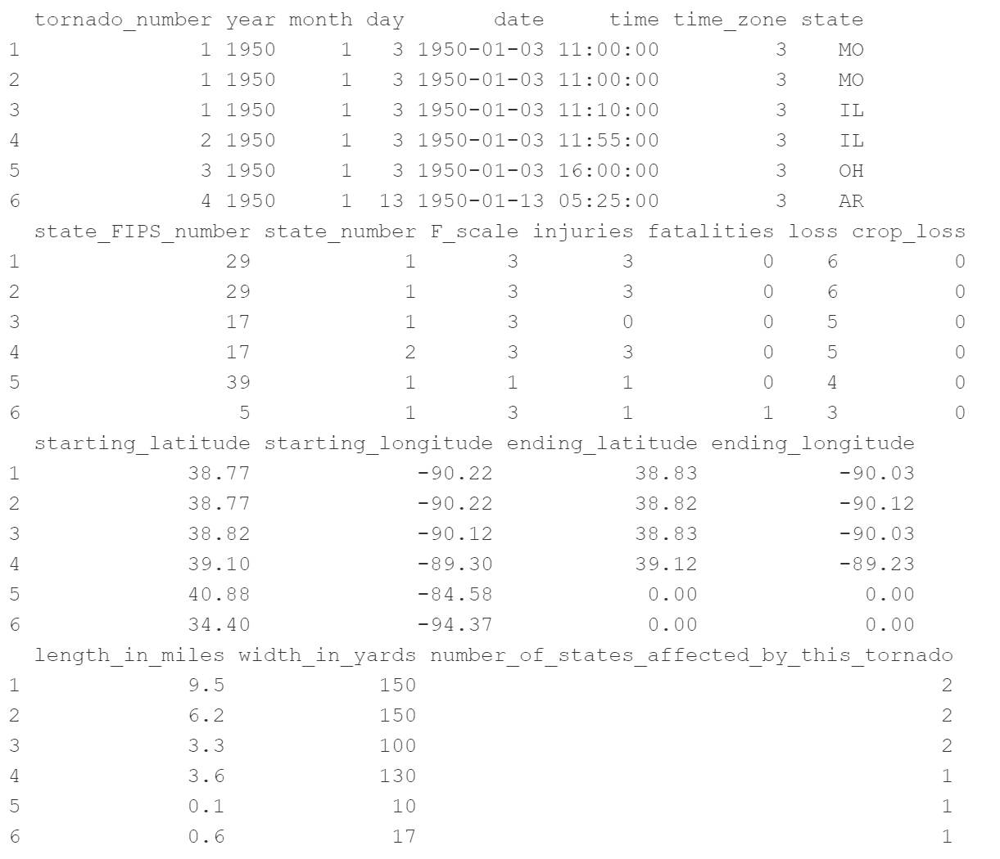 tornado_number year month day date time time_zone state
1 1 1950 1 3 1950-01-03 11:00:00 3 MO
2 1 1950 1 3 1950-01-03 11:00:00 3 MO
3 1 1950 1 3 1950-01-03 11:10:00 3 IL
4 2 1950 1 3 1950-01-03 11:55:00 3 IL
5 3 1950 1 3 1950-01-03 16:00:00 3 OH
6 4 1950 1 13 1950-01-13 05:25:00 3 AR
state_FIPS_number state_number F_scale injuries fatalities loss crop_loss
1 29 1 3 3 0 6 0
2 29 1 3 3 0 6 0
3 17 1 3 0 0 5 0
4 17 2 3 3 0 5 0
5 39 1 1 1 0 4 0
6 5 1 3 1 1 3 0
starting_latitude starting_longitude ending_latitude ending_longitude
1 38.77 -90.22 38.83 -90.03
2 38.77 -90.22 38.82 -90.12
3 38.82 -90.12 38.83 -90.03
4 39.10 -89.30 39.12 -89.23
5 40.88 -84.58 0.00 0.00
6 34.40 -94.37 0.00 0.00
length_in_miles width_in_yards number_of_states_affected_by_this_tornado
1 9.5 150 2
2 6.2 150 2
3 3.3 100 2
4 3.6 130 1
5 0.1 10 1
6 0.6 17 1